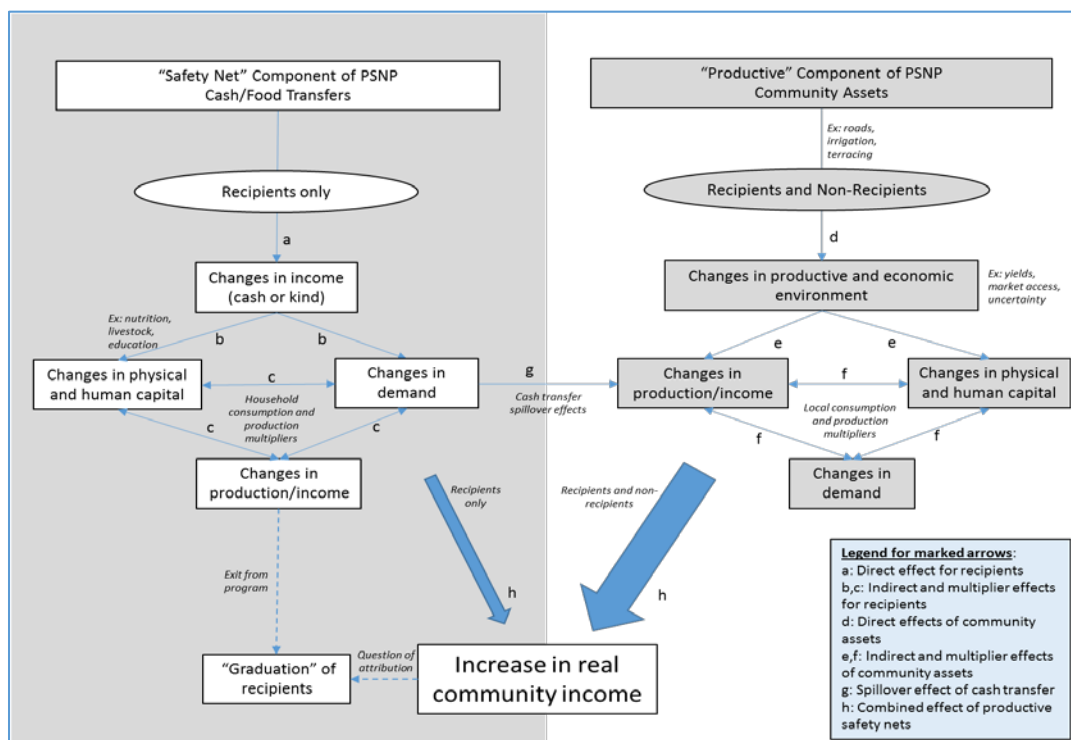 “Safety Net” Component of PSNP
Cash/Food Transfers
“Productive” Component of PSNP
Community Assets
Ex: roads,
irrigation,
terracing
Recipients only
Recipients and Non-Recipients
a
d
Changes in income
(cash or kind)
Changes in productive and economic
environment
Ex: yields,
market access,
uncertainty
Ex: nutrition,
livestock,
education
b
b
e
e
Changes in physical
and human capital
c
Changes in
demand
g
Cash transfer
spillover effects
Changes in
production/income
f
Changes in physical
and human capital
Household
consumption and
production
multipliers
c
c
Local consumption
and production
multipliers
f
f
Changes in
production/income
Changes in
demand
Recipients
only
Recipients and non-
recipients
Exit from
program
h
h
“Graduation” of
recipients
Question of
attribution
Increase in real
community income
Legend for marked arrows:
a: Direct effect for recipients
b,c: Indirect and multiplier effects
for recipients
d: Direct effects of community
assets
e,f: Indirect and multiplier effects
of community assets
g: Spillover effect of cash transfer
h: Combined effect of productive
safety nets